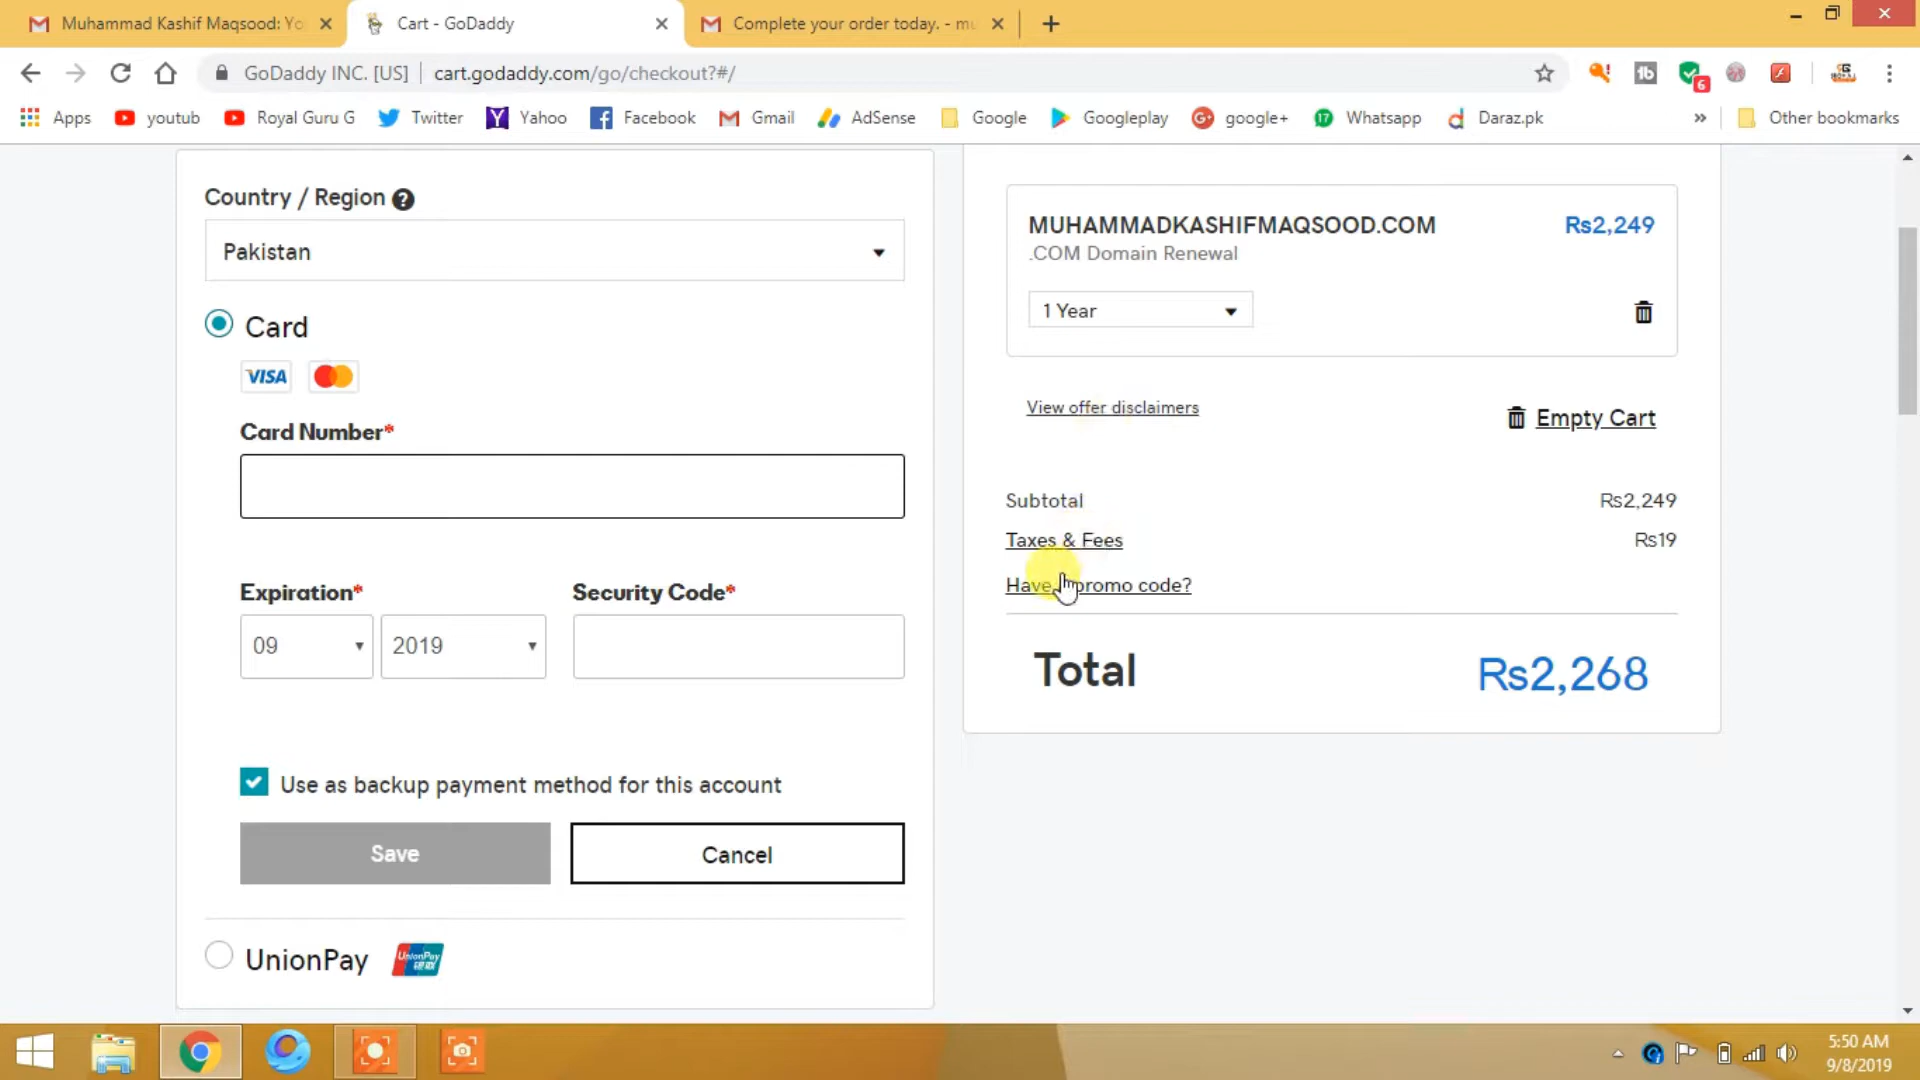 Muhammad Kashif Maqsood: Yo
Cart - GoDaddy
Complete your order today. - mu
GoDaddy INC. [US] | cart.godaddy.com/go/checkout?#/
6
Apps youtub Royal Guru G Twitter Yahoo Facebook Gmail AdSense Google Googleplay google+ Whatsapp Daraz.pk » Other bookmarks
Country / Region ?
Pakistan
Card
VISA
Card Number*
Expiration* Security Code*
09 2019
Use as backup payment method for this account
Save Cancel
UnionPay UnionPay
MUHAMMADKASHIFMAQSOOD.COM Rs2,249
.COM Domain Renewal
1 Year
View offer disclaimers
Empty Cart
Subtotal Rs2,249
Taxes & Fees Rs19
Have promo code?
Total Rs2,268
5:50 AM
9/8/2019